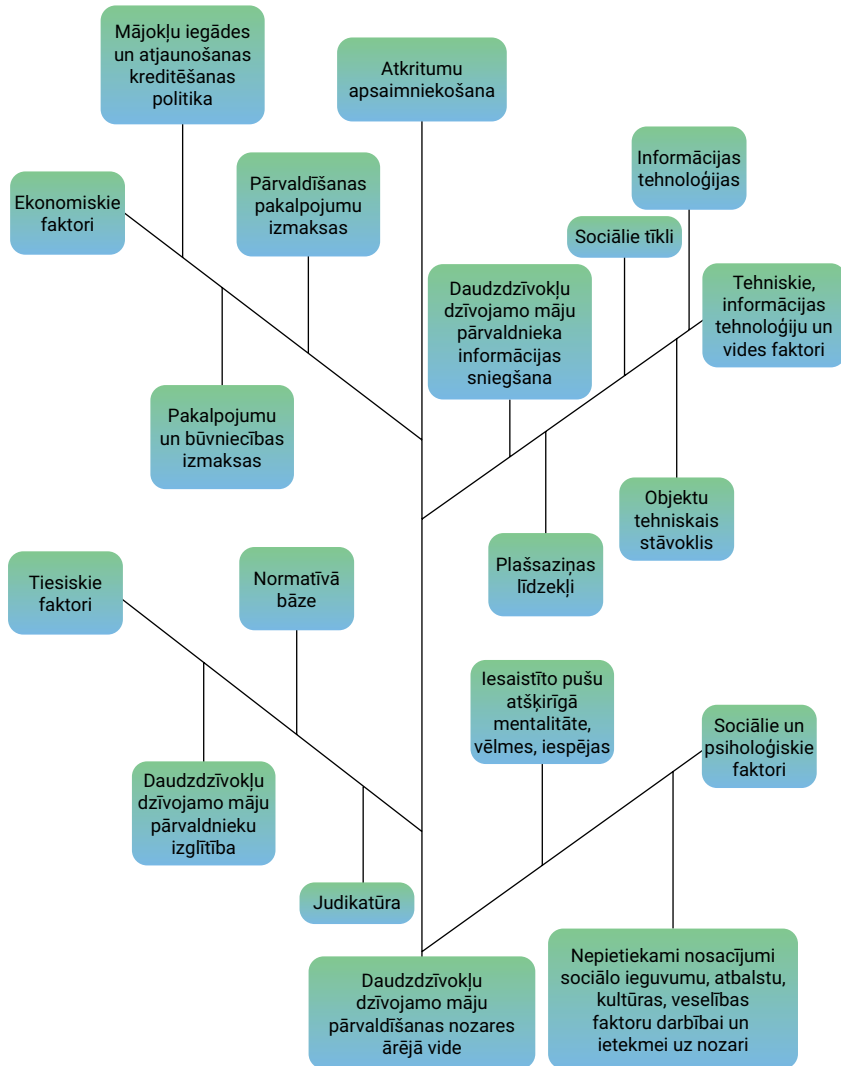 Mājokļu iegādes
un atjaunošanas
kreditēšanas
politika
Atkritumu
apsaimniekošana
Informācijas
tehnoloģijas
Ekonomiskie
faktori
Pārvaldīšanas
pakalpojumu
izmaksas
Sociālie tīkli
Daudzdzīvokļu
dzīvojamo māju
pārvaldnieka
informācijas
sniegšana
Tehniskie,
informācijas
tehnoloģiju un
vides faktori
Pakalpojumu
un būvniecības
izmaksas
Objektu
tehniskais
stāvoklis
Plašsaziņas
līdzekļi
Tiesiskie
faktori
Normatīvā
bāze
Iesaistīto pušu
atšķirīgā
mentalitāte,
vēlmes, iespējas
Sociālie un
psiholoģiskie
faktori
Daudzdzīvokļu
dzīvojamo māju
pārvaldnieku
izglītība
Judikatūra
Daudzdzīvokļu
dzīvojamo māju
pārvaldīšanas nozares
ārējā vide
Nepietiekami nosacījumi
sociālo ieguvumu, atbalstu,
kultūras, veselības
faktoru darbībai un
ietekmei uz nozari